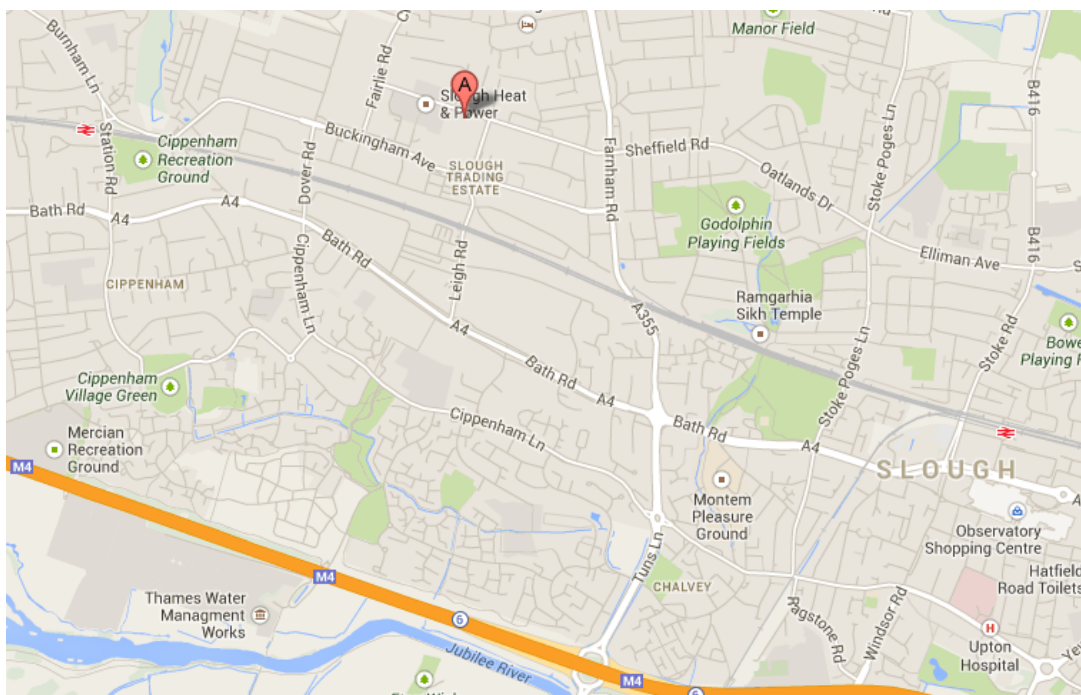 Manor Field
Burnham Ln
Fairlie Rd
A
Slough Heat
& Power
B416
Station Rd
Cippenham
Recreation
Ground
Buckingham Ave
Dover Rd
SLOUGH
TRADING
ESTATE
Farnham Rd
Sheffield Rd
Oatlands Dr
Stoke Poges Ln
Bath Rd
A4
A4
Bath Rd
Godolphin
Playing Fields
B416
Elliman Ave
CIPPENHAM
Cippenham Ln
Leigh Rd
A4
A355
Ramgarhia
Sikh Temple
Stoke Rd
Bowe
Playing F
Cippenham
Village Green
Bath Rd
A4
Stoke Poges Ln
Cippenham Ln
Bath Rd
A4
Mercian
Recreation
Ground
M4
SLOUGH
A
Montem
Pleasure
Ground
Observatory
Shopping Centre
Tuns Ln
M4
CHALVEY
Hatfield
Road Toilets
Thames Water
Managment
Works
6
Ragstone Rd
Windsor Rd
Upton
Hospital
H
Jubilee River
M4
6